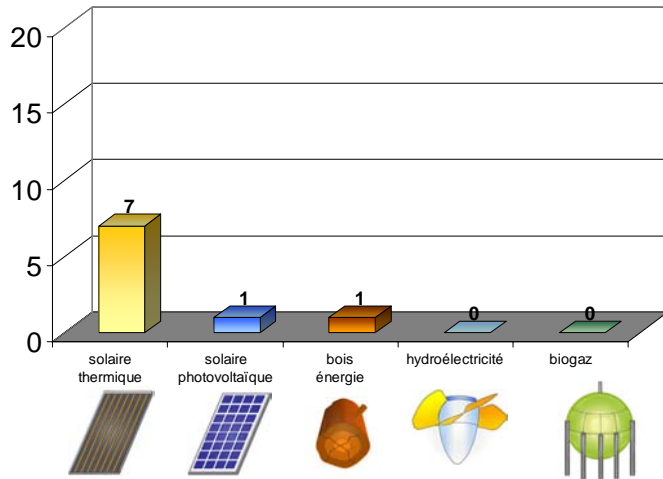 20
15
10
5
0
7
1
1
0
0
solaire
thermique
solaire
photovoltaïque
bois
énergie
hydroélectricité
biogaz